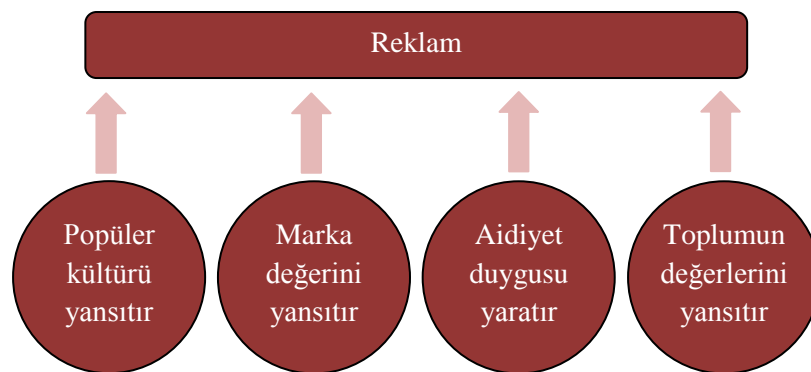 Reklam
Popüler
kültürü
yansıtır
Marka
değerini
yansıtır
Aidiyet
duygusu
yaratır
Toplumun
değerlerini
yansıtır